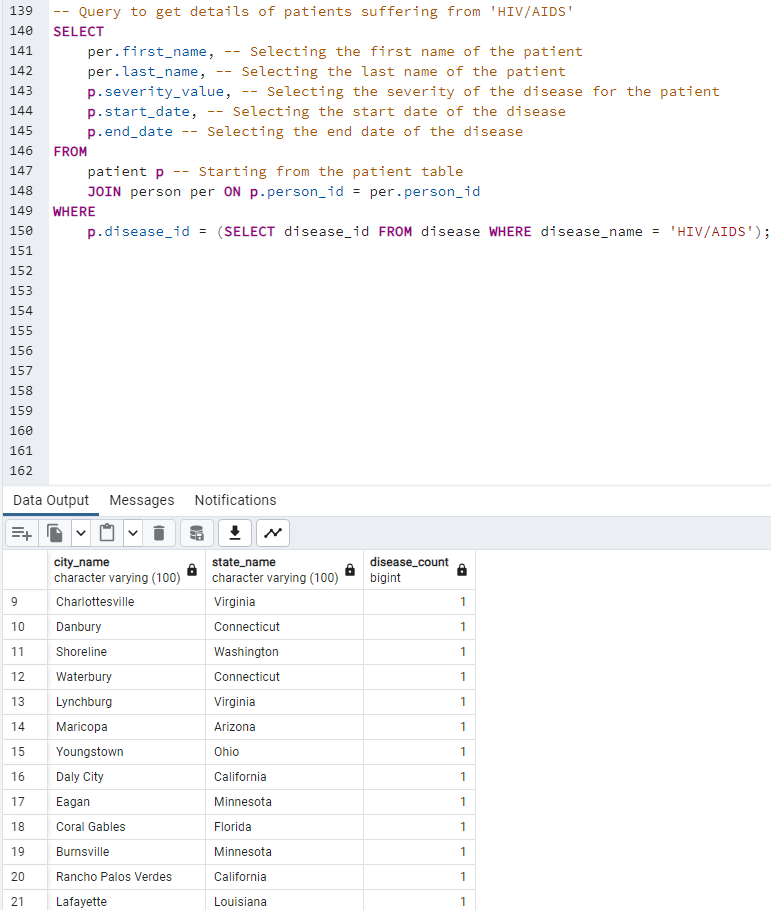 139 -- Query to get details of patients suffering from 'HIV/AIDS'
140 SELECT
141 per.first_name, -- Selecting the first name of the patient
142 per.last_name, -- Selecting the last name of the patient
143 p.severity_value, -- Selecting the severity of the disease for the patient
144 p.start_date, -- Selecting the start date of the disease
145 p.end_date -- Selecting the end date of the disease
146 FROM
147 patient p -- Starting from the patient table
148 JOIN person per ON p.person_id = per.person_id
149 WHERE
150 p.disease_id = (SELECT disease_id FROM disease WHERE disease_name = 'HIV/AIDS');
151
152
153
154
155
156
157
158
159
160
161
162
Data Output Messages Notifications
city_name state_name disease_count
character varying (100) character varying (100) bigint
9 Charlottesville Virginia 1
10 Danbury Connecticut 1
11 Shoreline Washington 1
12 Waterbury Connecticut 1
13 Lynchburg Virginia 1
14 Maricopa Arizona 1
15 Youngstown Ohio 1
16 Daly City California 1
17 Eagan Minnesota 1
18 Coral Gables Florida 1
19 Burnsville Minnesota 1
20 Rancho Palos Verdes California 1
21 Lafayette Louisiana 1